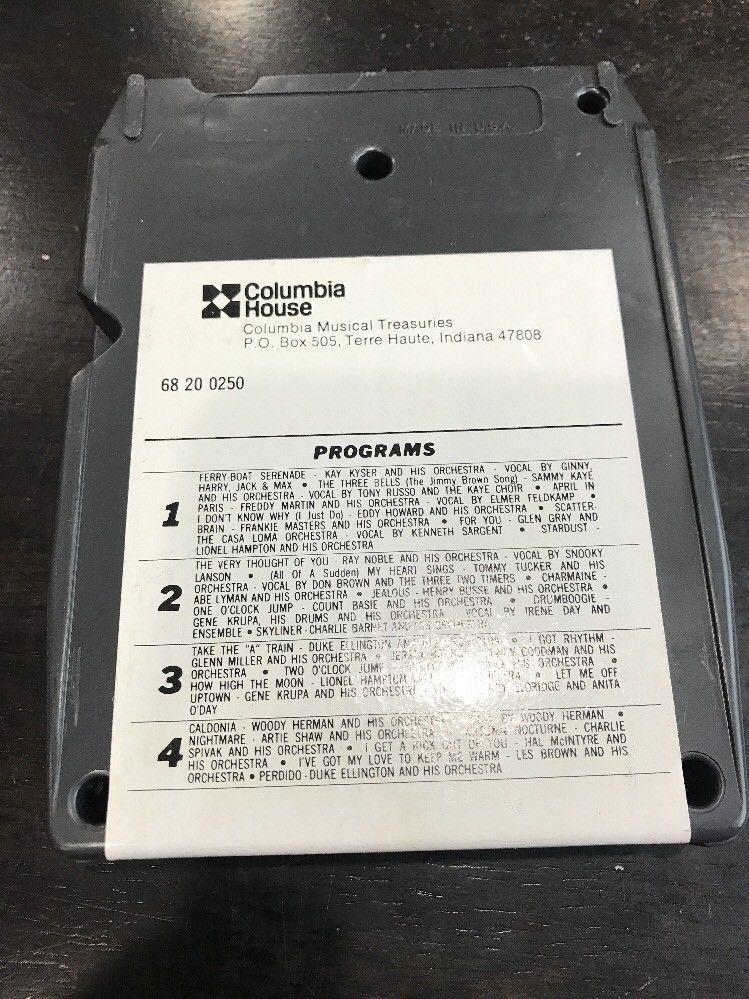 MADE IN U.S.A.
Columbia
House
Columbia Musical Treasuries
P.O. Box 505, Terre Haute, Indiana 47808
68 20 0250
PROGRAMS
1
FERRY-BOAT SERENADE - KAY KYSER AND HIS ORCHESTRA - VOCAL BY GINNY,
HARRY, JACK & MAX • THE THREE BELLS (The Jimmy Brown Song) - SAMMY KAYE
AND HIS ORCHESTRA - VOCAL BY TONY RUSSO AND THE KAYE CHOIR • APRIL IN
PARIS - FREDDY MARTIN AND HIS ORCHESTRA - VOCAL BY ELMER FELDKAMP •
I DON'T KNOW WHY (I Just Do) - EDDY HOWARD AND HIS ORCHESTRA • SCATTER-
BRAIN - FRANKIE MASTERS AND HIS ORCHESTRA • FOR YOU - GLEN GRAY AND
THE CASA LOMA ORCHESTRA - VOCAL BY KENNETH SARGENT • STARDUST -
LIONEL HAMPTON AND HIS ORCHESTRA
2
THE VERY THOUGHT OF YOU - RAY NOBLE AND HIS ORCHESTRA - VOCAL BY SNOOKY
LANSON • (All Of A Sudden) MY HEART SINGS - TOMMY TUCKER AND HIS
ORCHESTRA - VOCAL BY DON BROWN AND THE THREE TWO TIMERS • CHARMAINE -
ABE LYMAN AND HIS ORCHESTRA • JEALOUS - HENRY BUSSE AND HIS ORCHESTRA •
ONE O'CLOCK JUMP - COUNT BASIE AND HIS ORCHESTRA • DRUMBOOGIE -
GENE KRUPA, HIS DRUMS AND HIS ORCHESTRA - VOCAL BY IRENE DAY AND
ENSEMBLE • SKYLINER - CHARLIE BARNET AND HIS ORCHESTRA
3
TAKE THE "A" TRAIN - DUKE ELLINGTON AND • I GOT RHYTHM -
GLENN MILLER AND HIS ORCHESTRA • GOODMAN AND HIS
ORCHESTRA • TWO O'CLOCK JUMP HIS ORCHESTRA •
HOW HIGH THE MOON - LIONEL HAMPTON • LET ME OFF
UPTOWN - GENE KRUPA AND HIS ORCHESTRA AND ANITA
O'DAY
4
CALDONIA - WOODY HERMAN AND HIS ORCHESTRA BY WOODY HERMAN •
NIGHTMARE - ARTIE SHAW AND HIS NOCTURNE - CHARLIE
SPIVAK AND HIS ORCHESTRA • I GET A KICK OUT OF YOU - HAL McINTYRE AND
HIS ORCHESTRA • I'VE GOT MY LOVE TO KEEP ME WARM - LES BROWN AND HIS
ORCHESTRA • PERDIDO - DUKE ELLINGTON AND HIS ORCHESTRA